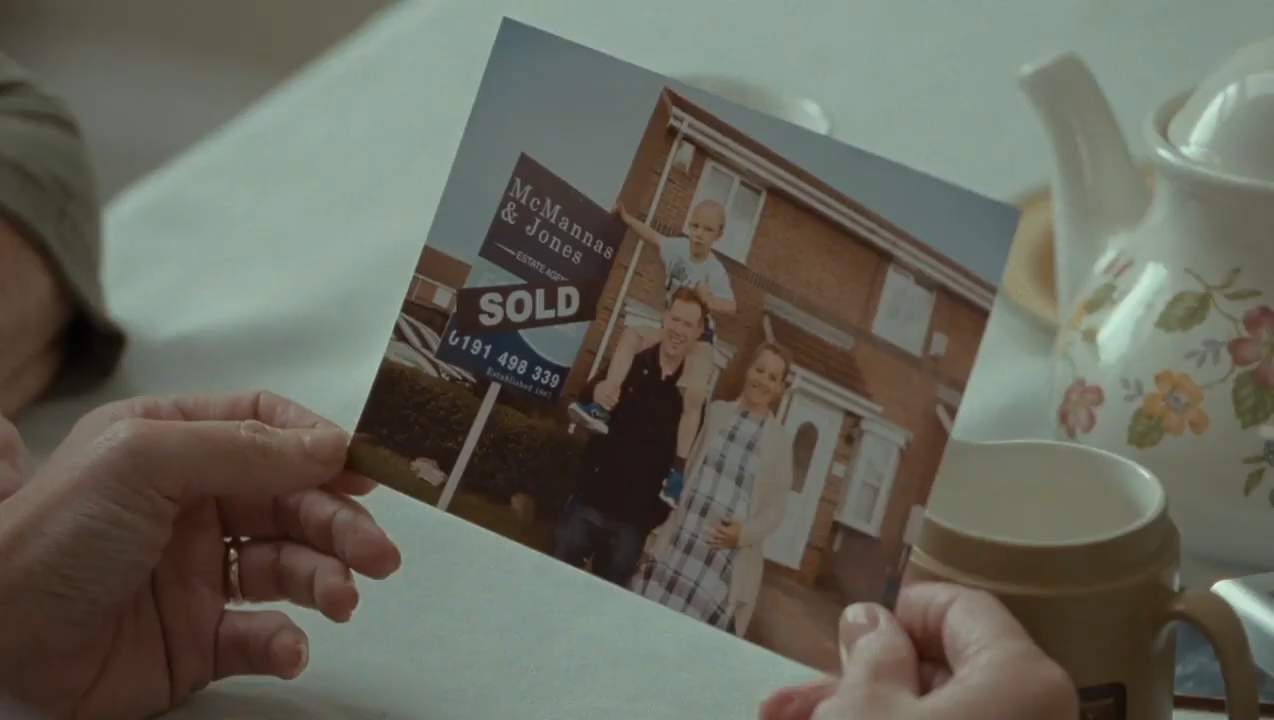 McMannas
& Jones
ESTATE AGE
SOLD
0191 498 339
Established 1987